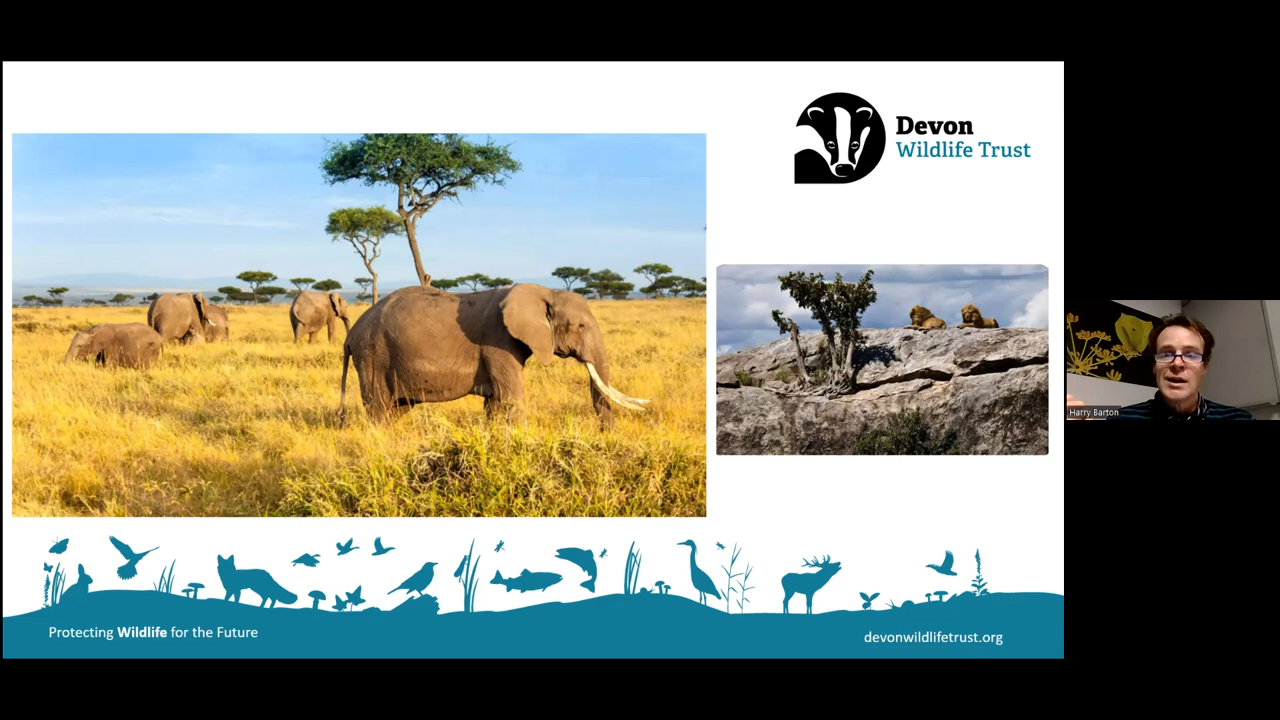 Devon
Wildlife Trust
Harry Barton
Protecting Wildlife for the Future
devonwildlifetrust.org